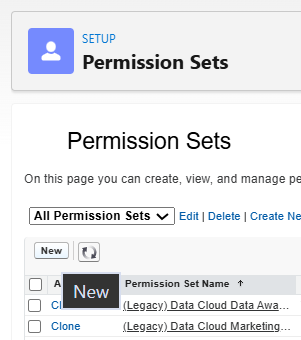 SETUP
Permission Sets
Permission Sets
On this page you can create, view, and manage pe
All Permission Sets Edit | Delete | Create Ne
New
A Permission Set Name ↑
New
Cl (Legacy) Data Cloud Data Awa...
Clone (Legacy) Data Cloud Marketing...